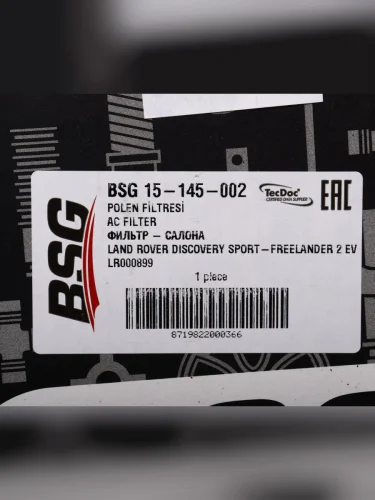 BSG
BSG 15-145-002
TecDoc
CERTIFIED DATA SUPPLIER
EAC
POLEN FİLTRESİ
AC FILTER
ФИЛЬТР - САЛОНА
LAND ROVER DISCOVERY SPORT-FREELANDER 2 EV
LR000899
1 piece
8719822000366